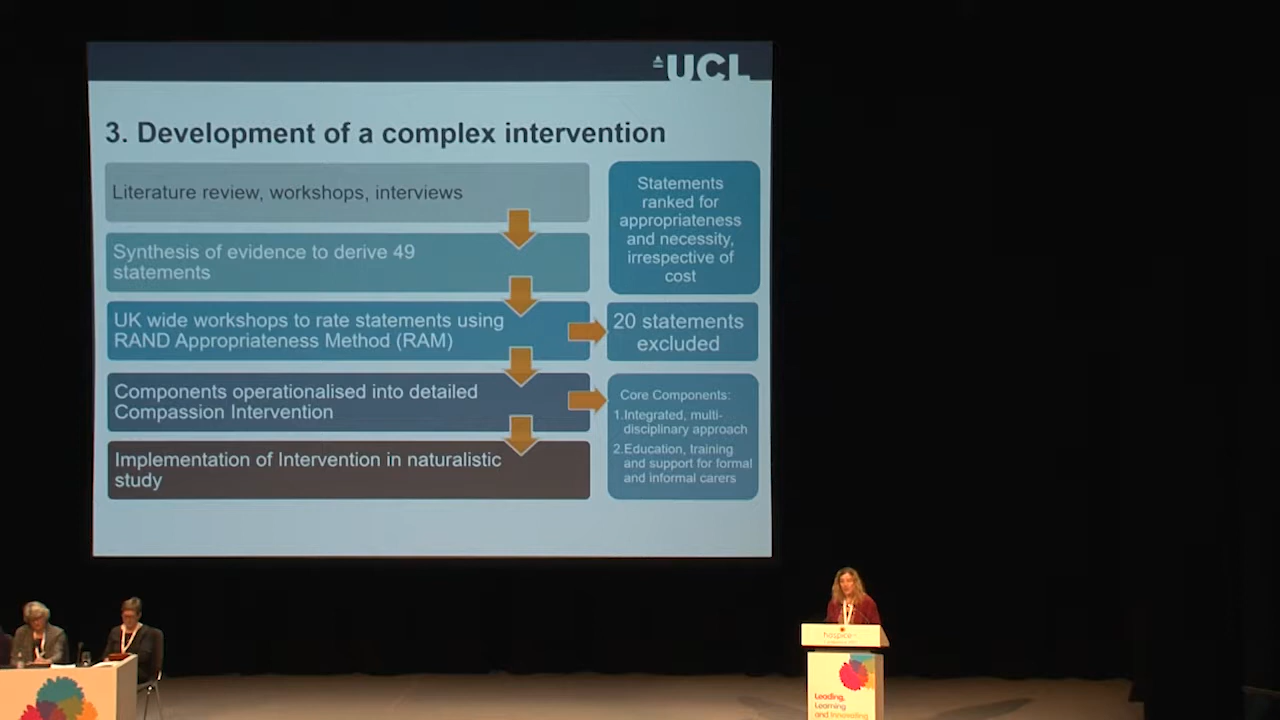 UCL
3. Development of a complex intervention
Literature review, workshops, interviews
Synthesis of evidence to derive 49
statements
UK wide workshops to rate statements using
RAND Appropriateness Method (RAM)
Components operationalised into detailed
Compassion Intervention
Implementation of Intervention in naturalistic
study
Statements
ranked for
appropriateness
and necessity,
irrespective of
cost
20 statements
excluded
Core Components:
1.Integrated, multi-
disciplinary approach
2.Education, training
and support for formal
and informal carers
hospice
Leading,
Learning
and Innovating